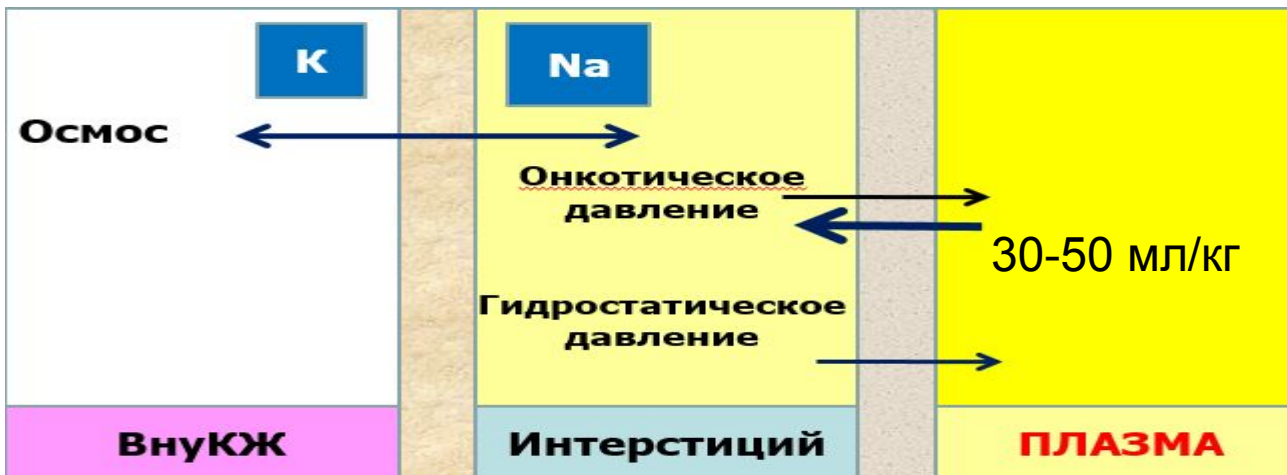 К
Na
Осмос
Онкотическое
давление
30-50 мл/кг
Гидростатическое
давление
ВнуКЖ
Интерстиций
ПЛАЗМА